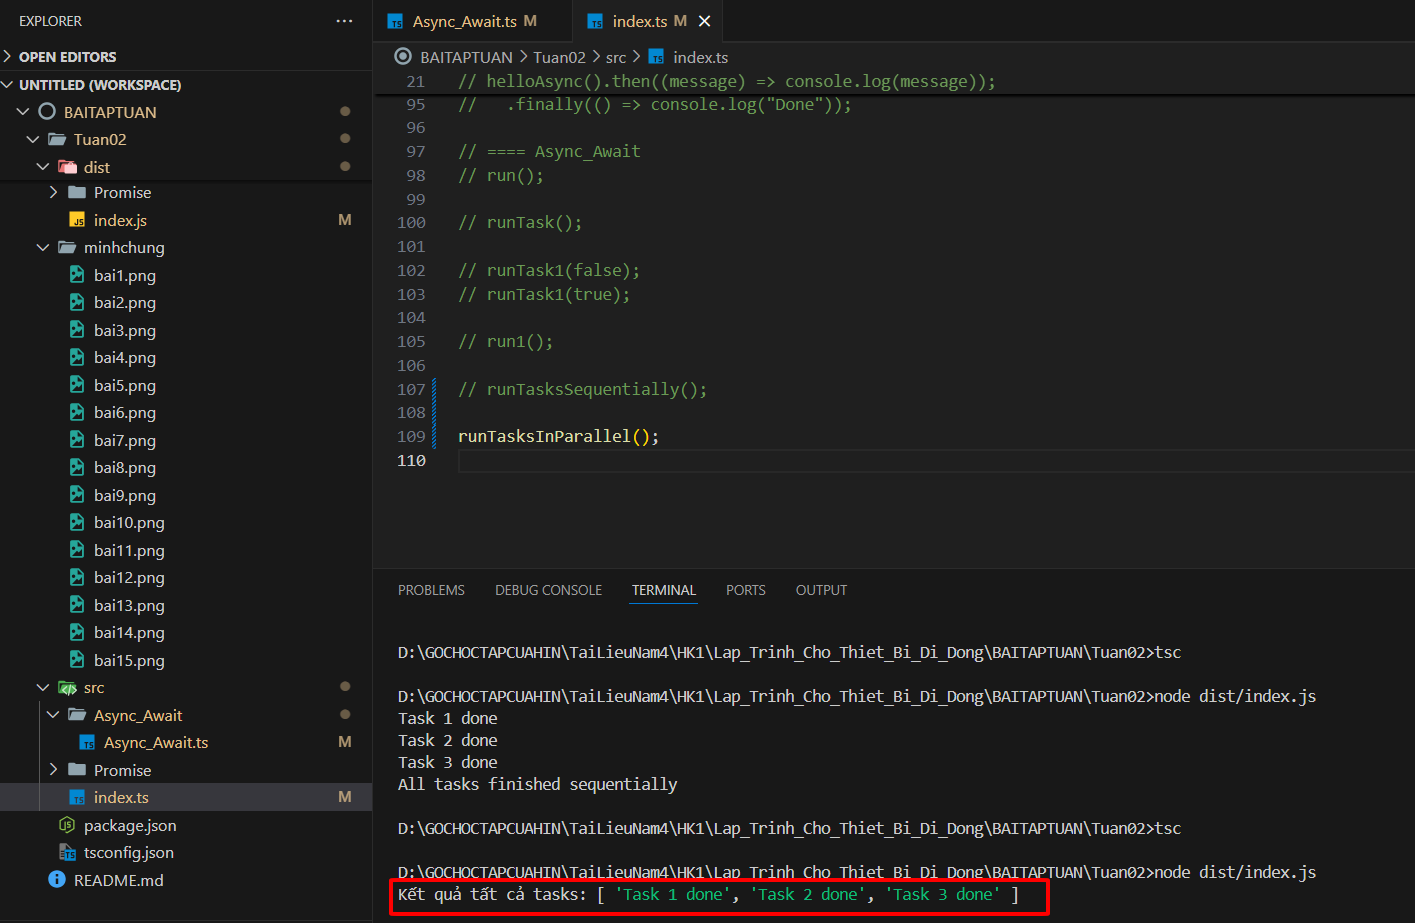 EXPLORER
···
OPEN EDITORS
UNTITLED (WORKSPACE)
BAITAPTUAN
Tuan02
dist
Promise
JS index.js M
minhchung
bai1.png
bai2.png
bai3.png
bai4.png
bai5.png
bai6.png
bai7.png
bai8.png
bai9.png
bai10.png
bai11.png
bai12.png
bai13.png
bai14.png
bai15.png
src
Async_Await
TS Async_Await.ts M
Promise
TS index.ts M
package.json
tsconfig.json
README.md
TS Async_Await.ts M
TS index.ts M
BAITAPTUAN > Tuan02 > src > TS index.ts
21 // helloAsync().then((message) => console.log(message));
95 //   .finally(() => console.log("Done"));
96
97 // ==== Async_Await
98 // run();
99
100 // runTask();
101
102 // runTask1(false);
103 // runTask1(true);
104
105 // run1();
106
107 // runTasksSequentially();
108
109 runTasksInParallel();
110
PROBLEMS DEBUG CONSOLE TERMINAL PORTS OUTPUT
D:\GOCHOCTAPCUAHIN\TaiLieuNam4\HK1\Lap_Trinh_Cho_Thiet_Bi_Di_Dong\BAITAPTUAN\Tuan02>tsc
D:\GOCHOCTAPCUAHIN\TaiLieuNam4\HK1\Lap_Trinh_Cho_Thiet_Bi_Di_Dong\BAITAPTUAN\Tuan02>node dist/index.js
Task 1 done
Task 2 done
Task 3 done
All tasks finished sequentially
D:\GOCHOCTAPCUAHIN\TaiLieuNam4\HK1\Lap_Trinh_Cho_Thiet_Bi_Di_Dong\BAITAPTUAN\Tuan02>tsc
D:\GOCHOCTAPCUAHIN\TaiLieuNam4\HK1\Lap_Trinh_Cho_Thiet_Bi_Di_Dong\BAITAPTUAN\Tuan02>node dist/index.js
Kết quả tất cả tasks: [ 'Task 1 done', 'Task 2 done', 'Task 3 done' ]